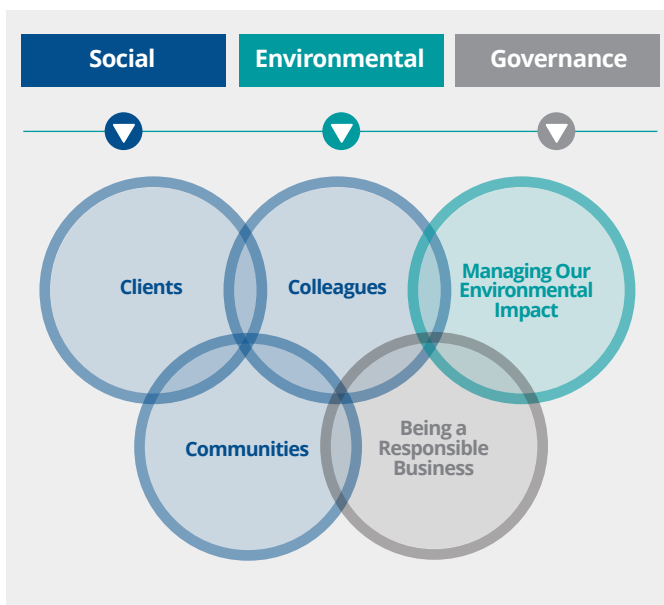 Social
Environmental
Governance
Clients
Colleagues
Managing Our
Environmental
Impact
Communities
Being a
Responsible
Business